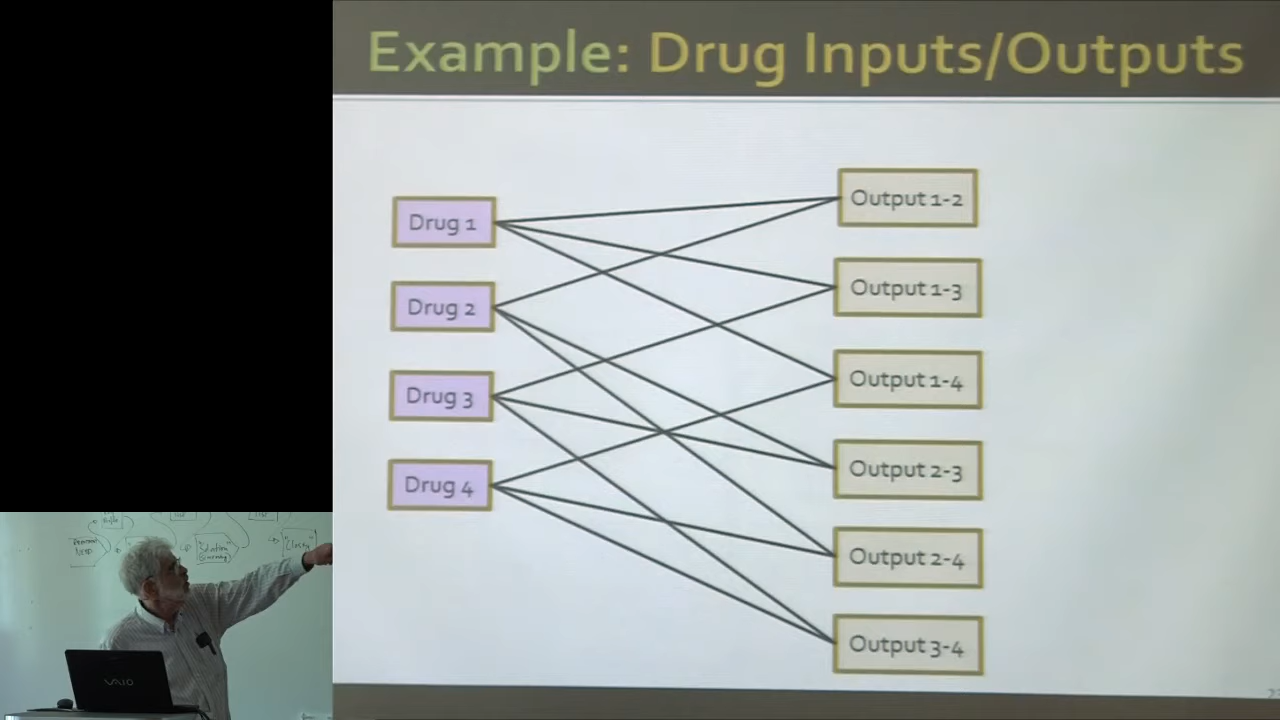 Example: Drug Inputs/Outputs
Drug 1
Drug 2
Drug 3
Drug 4
Output 1-2
Output 1-3
Output 1-4
Output 2-3
Output 2-4
Output 3-4
VAIO